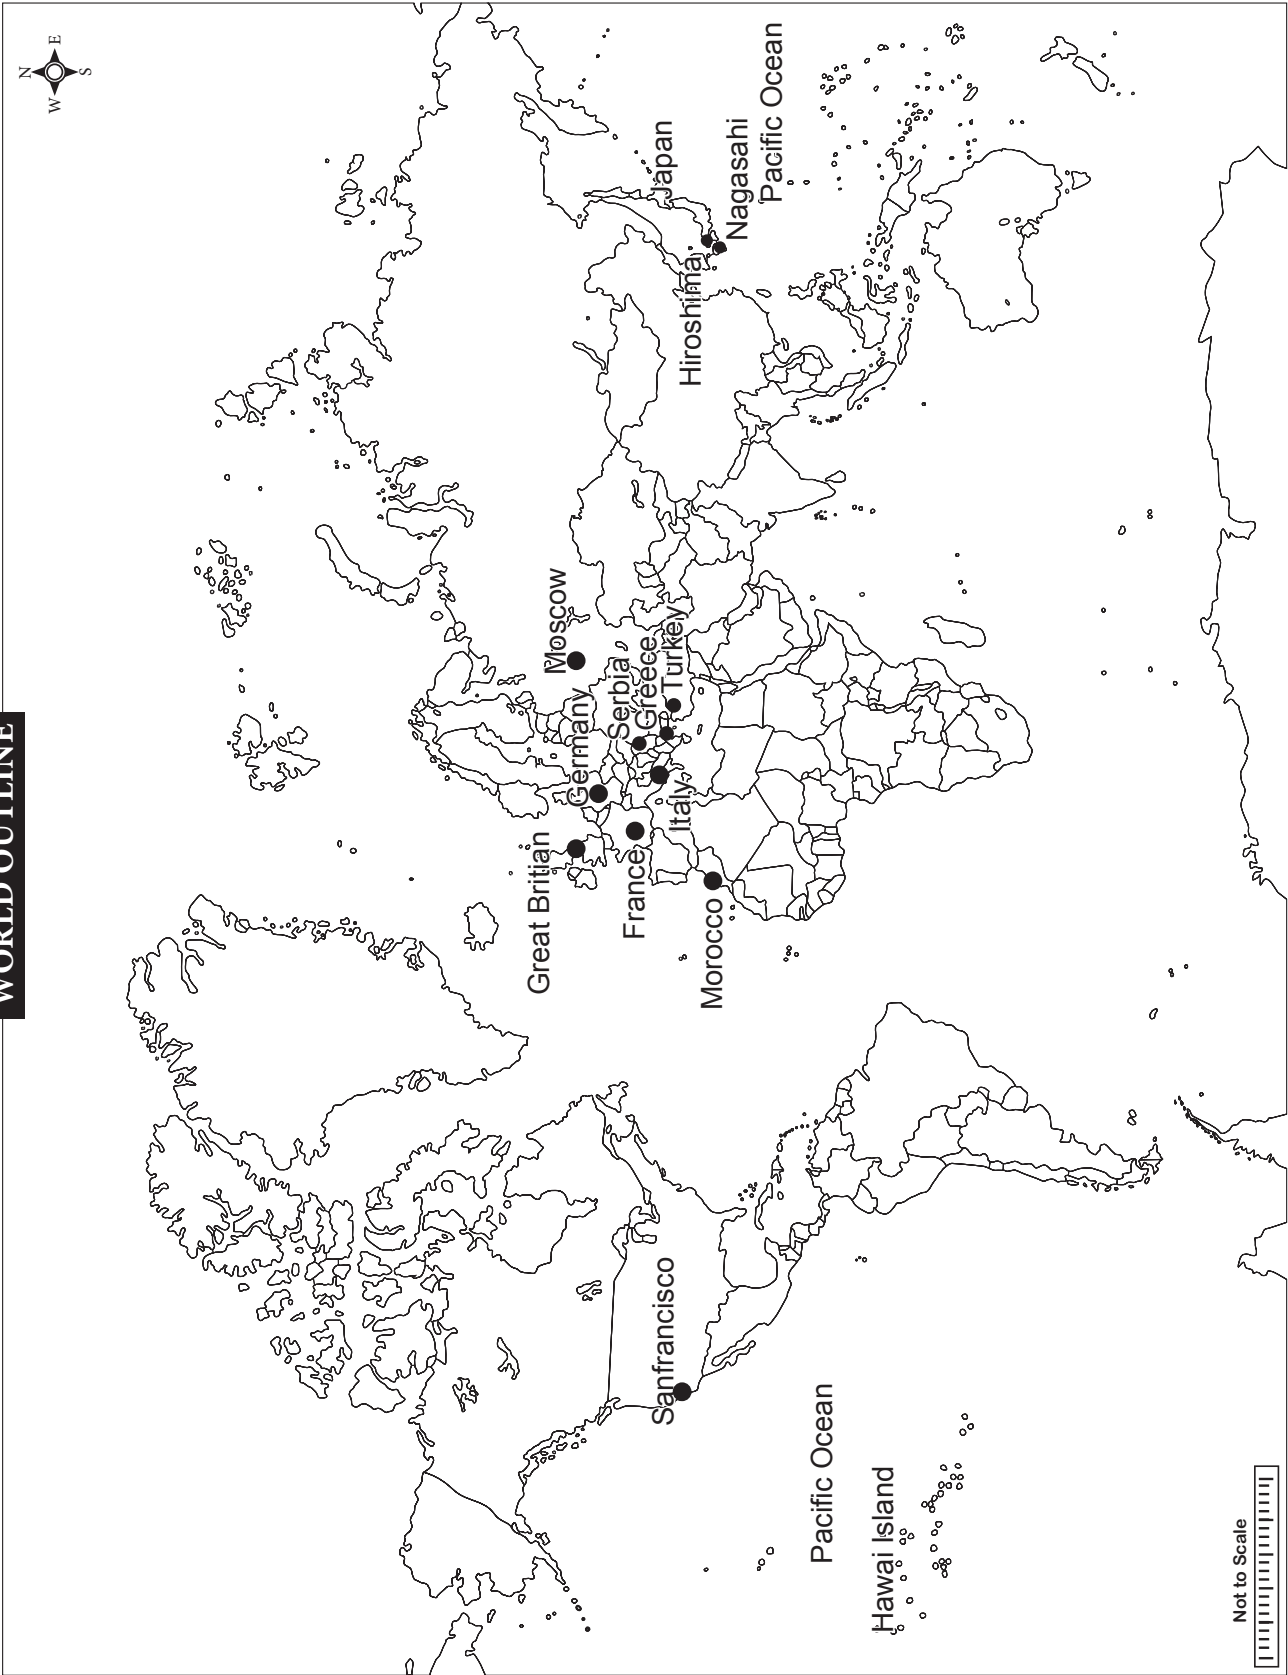 WORLD OUTLINE
N
W
E
S
Great Britian
Germany
Moscow
France
Serbia
Greece
Turkey
Italy
Morocco
Japan
Hiroshima
Nagasahi
Pacific Ocean
Sanfrancisco
Pacific Ocean
Hawai Island
Not to Scale